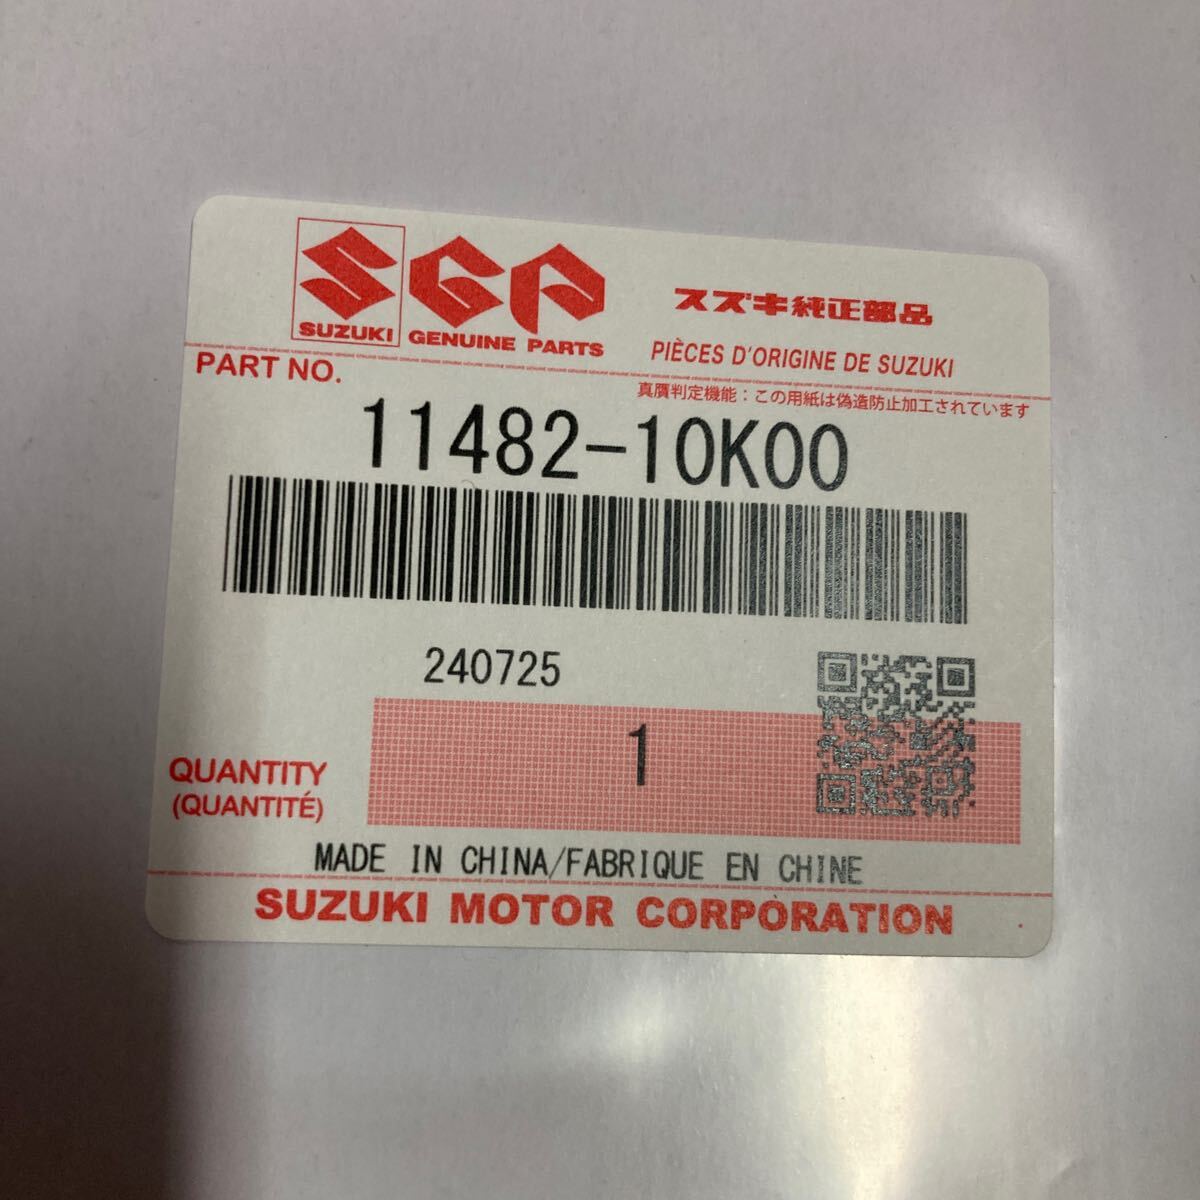 SUZUKI
SGP
GENUINE PARTS
スズキ純正部品
PIÈCES D'ORIGINE DE SUZUKI
PART NO.
真贋判定機能：この用紙は偽造防止加工されています
11482-10K00
240725
1
QUANTITY
(QUANTITÉ)
MADE IN CHINA/FABRIQUE EN CHINE
SUZUKI MOTOR CORPORATION